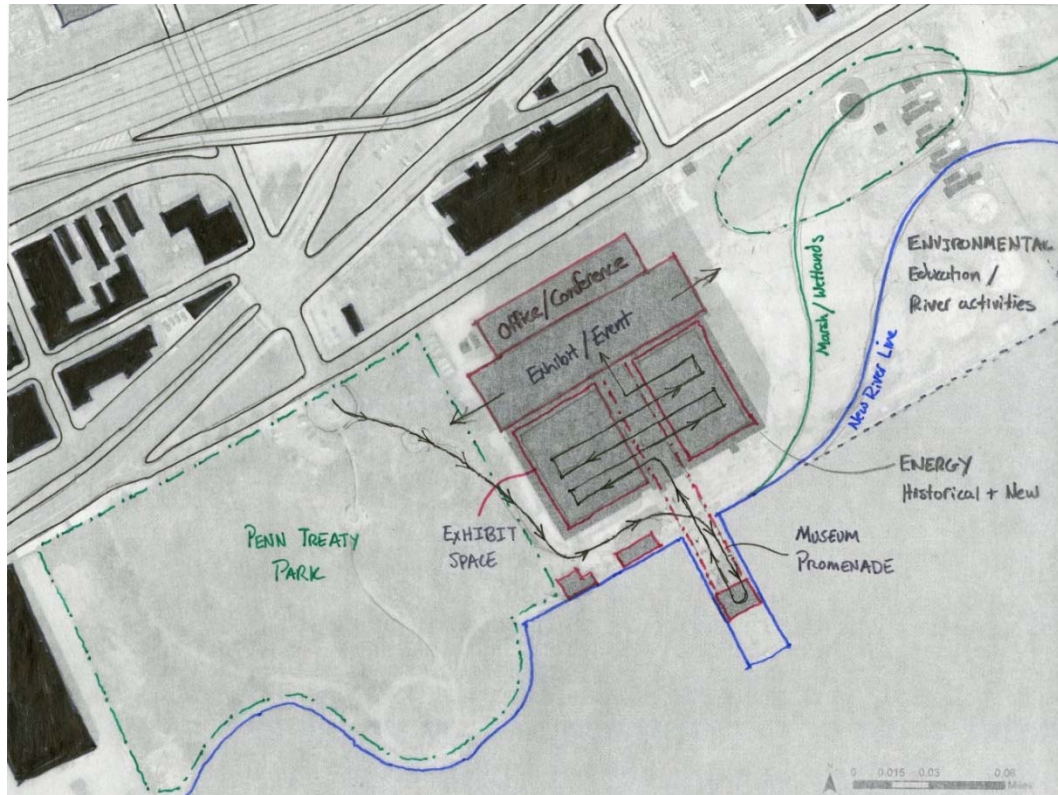 Office/Conference
Exhibit/Event
Marsh/Wetlands
New River Line
ENVIRONMENTAL
Education/
River activities
ENERGY
Historical + New
EXHIBIT
SPACE
MUSEUM
PROMENADE
PENN TREATY
PARK
0 0.015 0.03 0.06
Miles